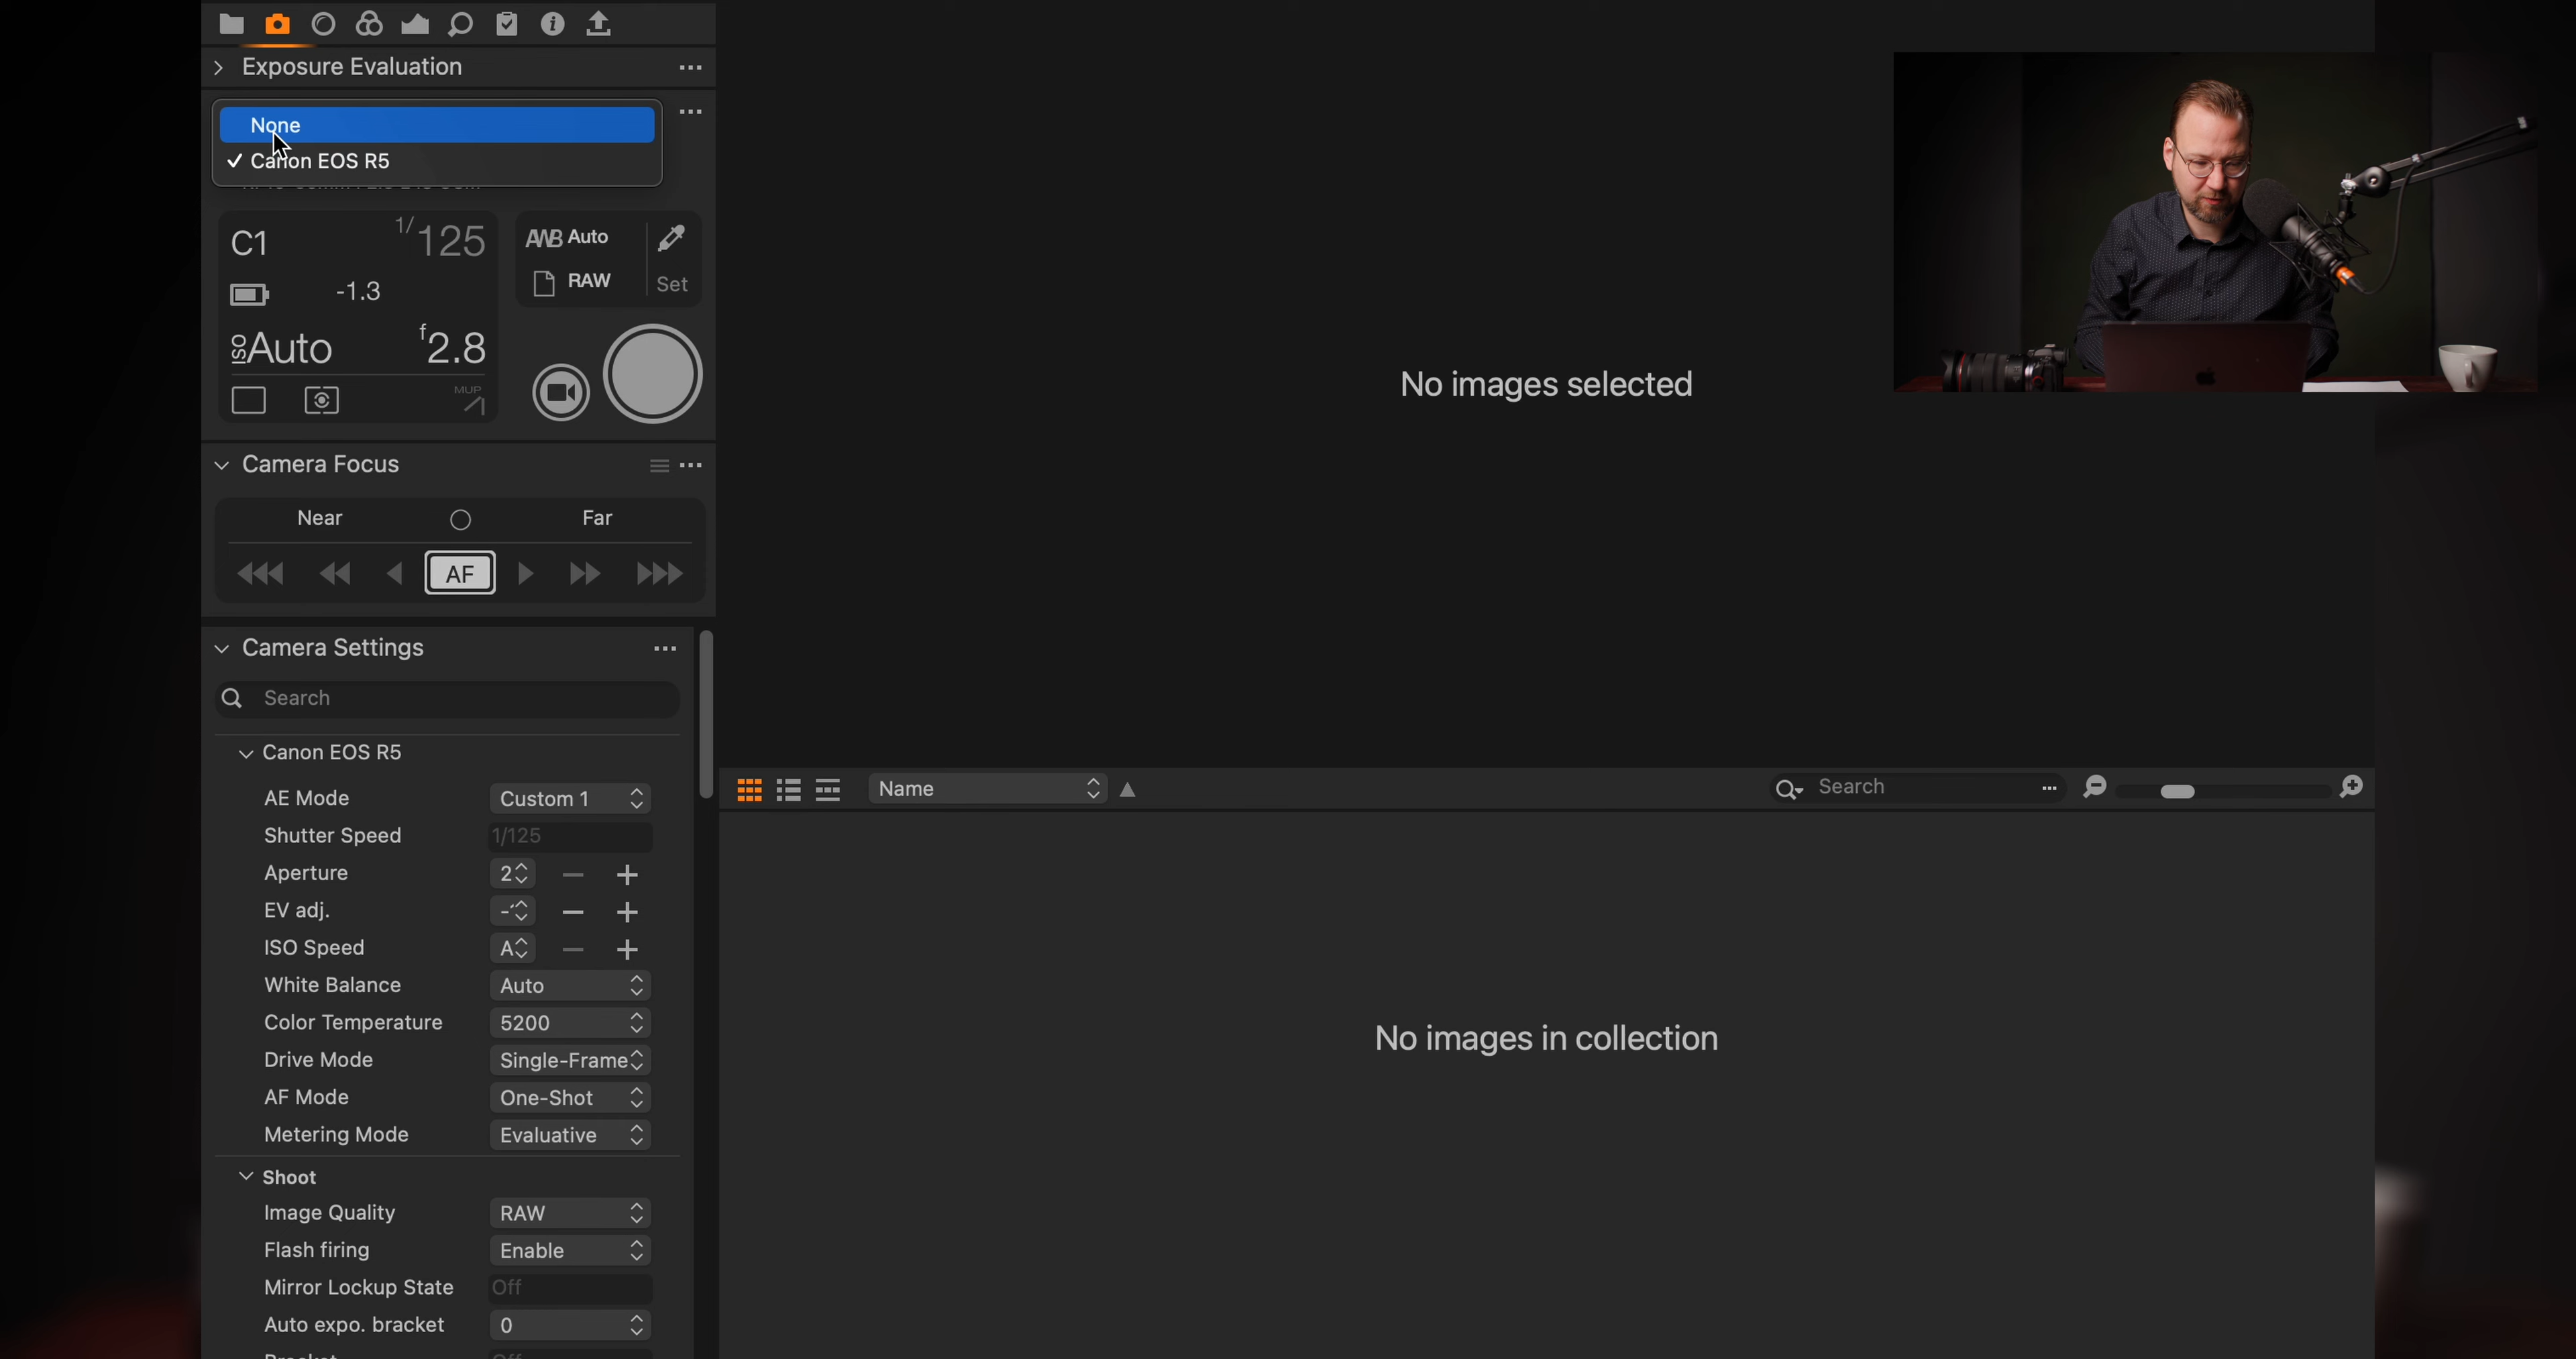 Exposure Evaluation
None
Canon EOS R5
C1 1/125
-1.3
ISO Auto f2.8
MUP
AWB Auto
RAW
Set
Camera Focus
Near Far
AF
Camera Settings
Search
Canon EOS R5
AE Mode Custom 1
Shutter Speed 1/125
Aperture 2
EV adj.
ISO Speed A
White Balance Auto
Color Temperature 5200
Drive Mode Single-Frame
AF Mode One-Shot
Metering Mode Evaluative
Shoot
Image Quality RAW
Flash firing Enable
Mirror Lockup State Off
Auto expo. bracket 0
No images selected
Name
Search
No images in collection